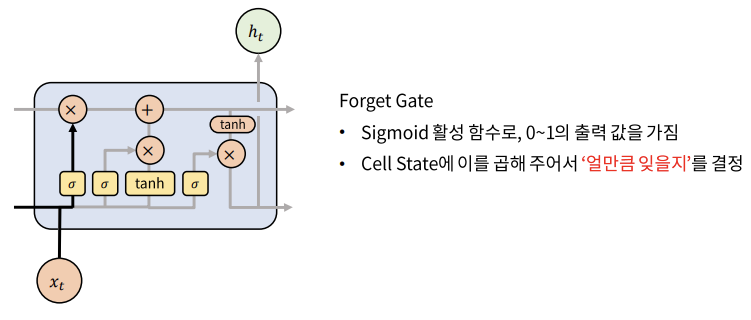 hₜ
× +
tanh
× ×
σ σ tanh σ
xₜ
Forget Gate
• Sigmoid 활성 함수로, 0~1의 출력 값을 가짐
• Cell State에 이를 곱해 주어서 ‘얼만큼 잊을지’를 결정